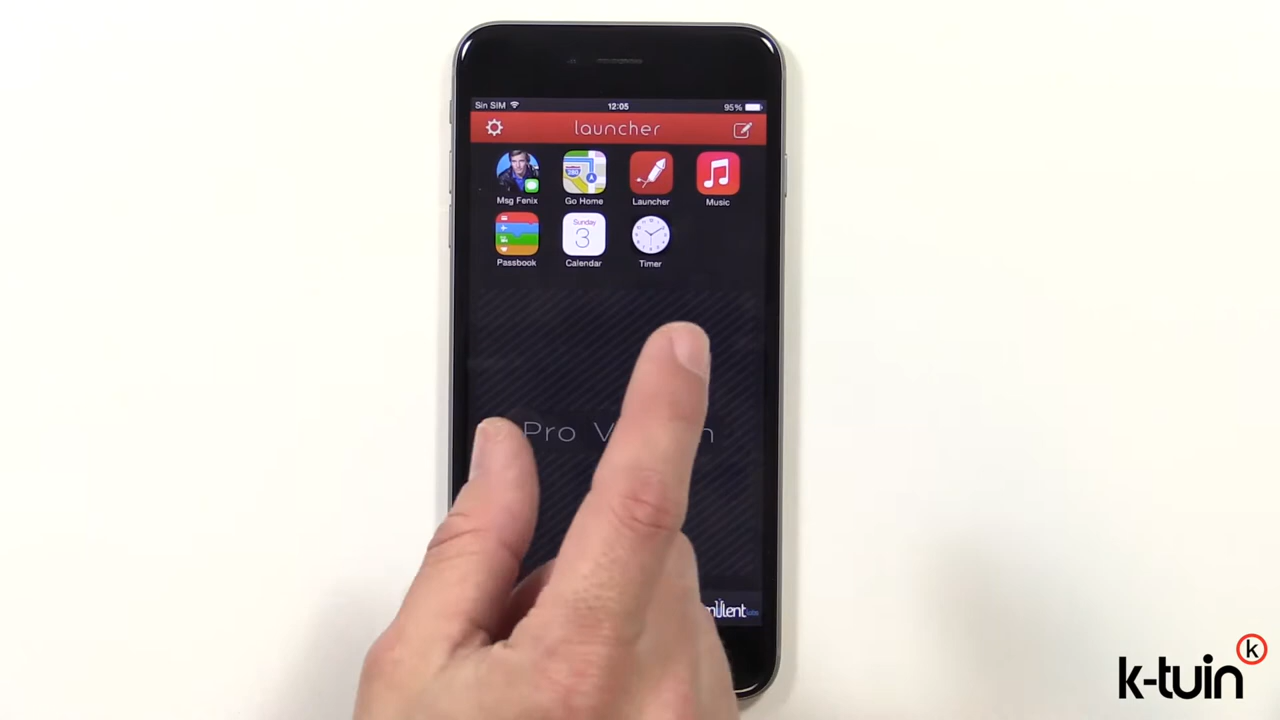 Sin SIM 12:05 95%
launcher
280
Msg Fenix Go Home Launcher Music
Sunday
3
Passbook Calendar Timer
Pro
k
k-tuin